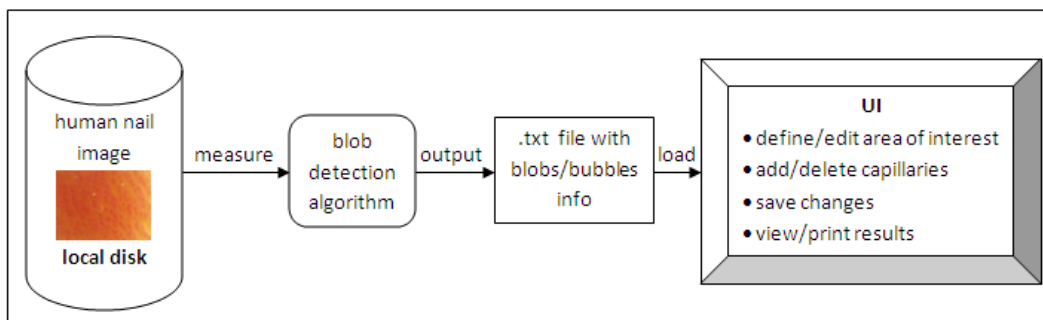 human nail
image
local disk
measure
blob
detection
algorithm
output
.txt file with
blobs/bubbles
info
load
UI
• define/edit area of interest
• add/delete capillaries
• save changes
• view/print results